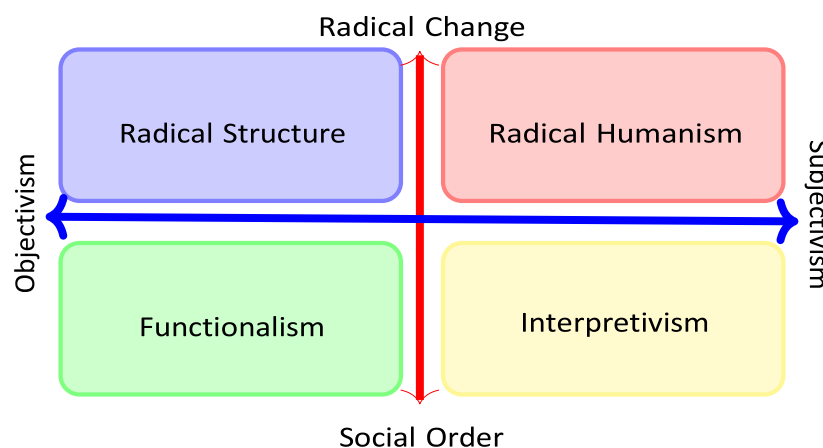 Radical Change
Radical Structure
Radical Humanism
Objectivism
Subjectivism
Functionalism
Interpretivism
Social Order